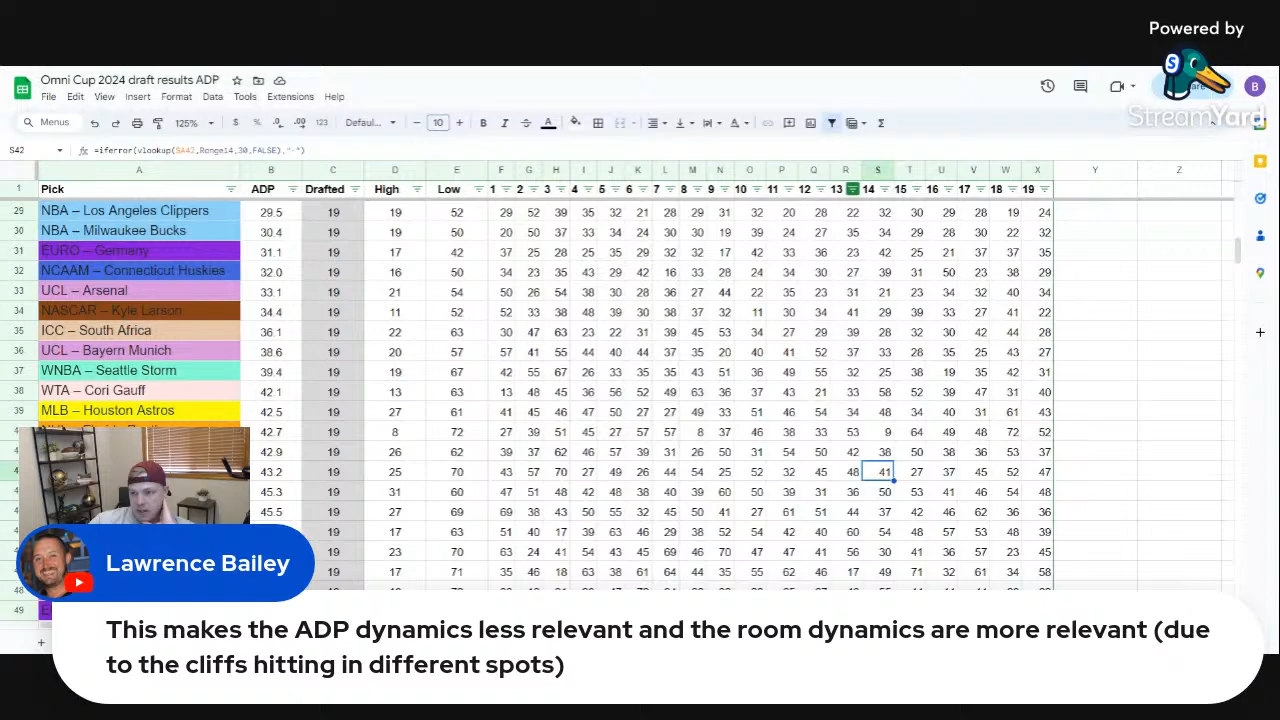 Powered by
StreamYard
Omni Cup 2024 draft results ADP
File Edit View Insert Format Data Tools Extensions Help
Menus 125% $ % .0 .00 123 Defaul... 10
S42 =iferror(vlookup($A42,Range14,30,FALSE),"-")
A B C D E F G H I J K L M N O P Q R S T U V W X Y Z
1 Pick ADP Drafted High Low 1 2 3 4 5 6 7 8 9 10 11 12 13 14 15 16 17 18 19
29 NBA – Los Angeles Clippers 29.5 19 19 52 29 52 39 35 32 21 28 29 31 32 20 28 22 32 30 29 28 19 24
30 NBA – Milwaukee Bucks 30.4 19 19 50 20 50 37 33 34 24 30 30 19 39 24 27 35 34 29 28 30 22 32
31 EURO – Germany 31.1 19 17 42 37 25 28 25 35 29 32 32 17 42 33 36 23 42 25 21 37 37 35
32 NCAAM – Connecticut Huskies 32.0 19 16 50 34 28 35 43 29 42 16 33 28 24 34 30 27 39 31 50 23 38 29
33 UCL – Arsenal 33.1 19 21 54 50 26 54 38 30 28 36 27 44 22 35 23 31 21 23 34 32 40 34
34 NASCAR – Kyle Larson 34.4 19 11 52 52 33 38 48 39 30 38 37 32 11 30 34 41 29 39 33 27 41 22
35 ICC – South Africa 36.1 19 22 63 30 47 63 23 22 31 39 45 53 34 27 29 39 28 32 30 42 44 28
36 UCL – Bayern Munich 38.6 19 20 57 57 41 55 44 40 44 37 35 20 40 41 52 37 33 28 35 25 43 27
37 WNBA – Seattle Storm 39.4 19 19 67 42 55 67 26 33 35 35 43 51 36 49 55 32 25 38 19 35 42 31
38 WTA – Cori Gauff 42.1 19 13 63 13 48 45 36 56 52 49 63 36 37 43 21 33 58 52 39 47 31 40
39 MLB – Houston Astros 42.5 19 27 61 41 45 46 47 50 27 27 49 33 51 46 54 34 48 34 40 31 61 43
42.7 19 8 72 27 39 51 45 27 57 57 8 37 46 38 33 53 9 64 49 48 72 52
42.9 19 26 62 39 37 62 46 57 39 31 26 50 31 54 50 42 38 50 38 36 53 37
43.2 19 25 70 43 57 70 27 49 26 44 54 25 52 32 45 48 41 27 37 45 52 47
45.3 19 31 60 47 51 48 42 48 38 40 39 60 50 39 31 36 50 53 41 46 54 48
45.5 19 27 69 69 38 43 50 55 32 45 50 41 27 61 51 44 37 42 46 62 36
19 17 63 51 40 17 39 63 46 29 38 52 54 42 40 60 54 48 57 53 48 39
19 23 70 63 24 41 54 43 45 69 46 70 47 47 41 56 30 41 36 57 23 45
19 17 71 35 46 18 63 38 61 64 44 35 55 62 46 17 49 71 32 61 34 58
49
Lawrence Bailey
This makes the ADP dynamics less relevant and the room dynamics are more relevant (due
to the cliffs hitting in different spots)